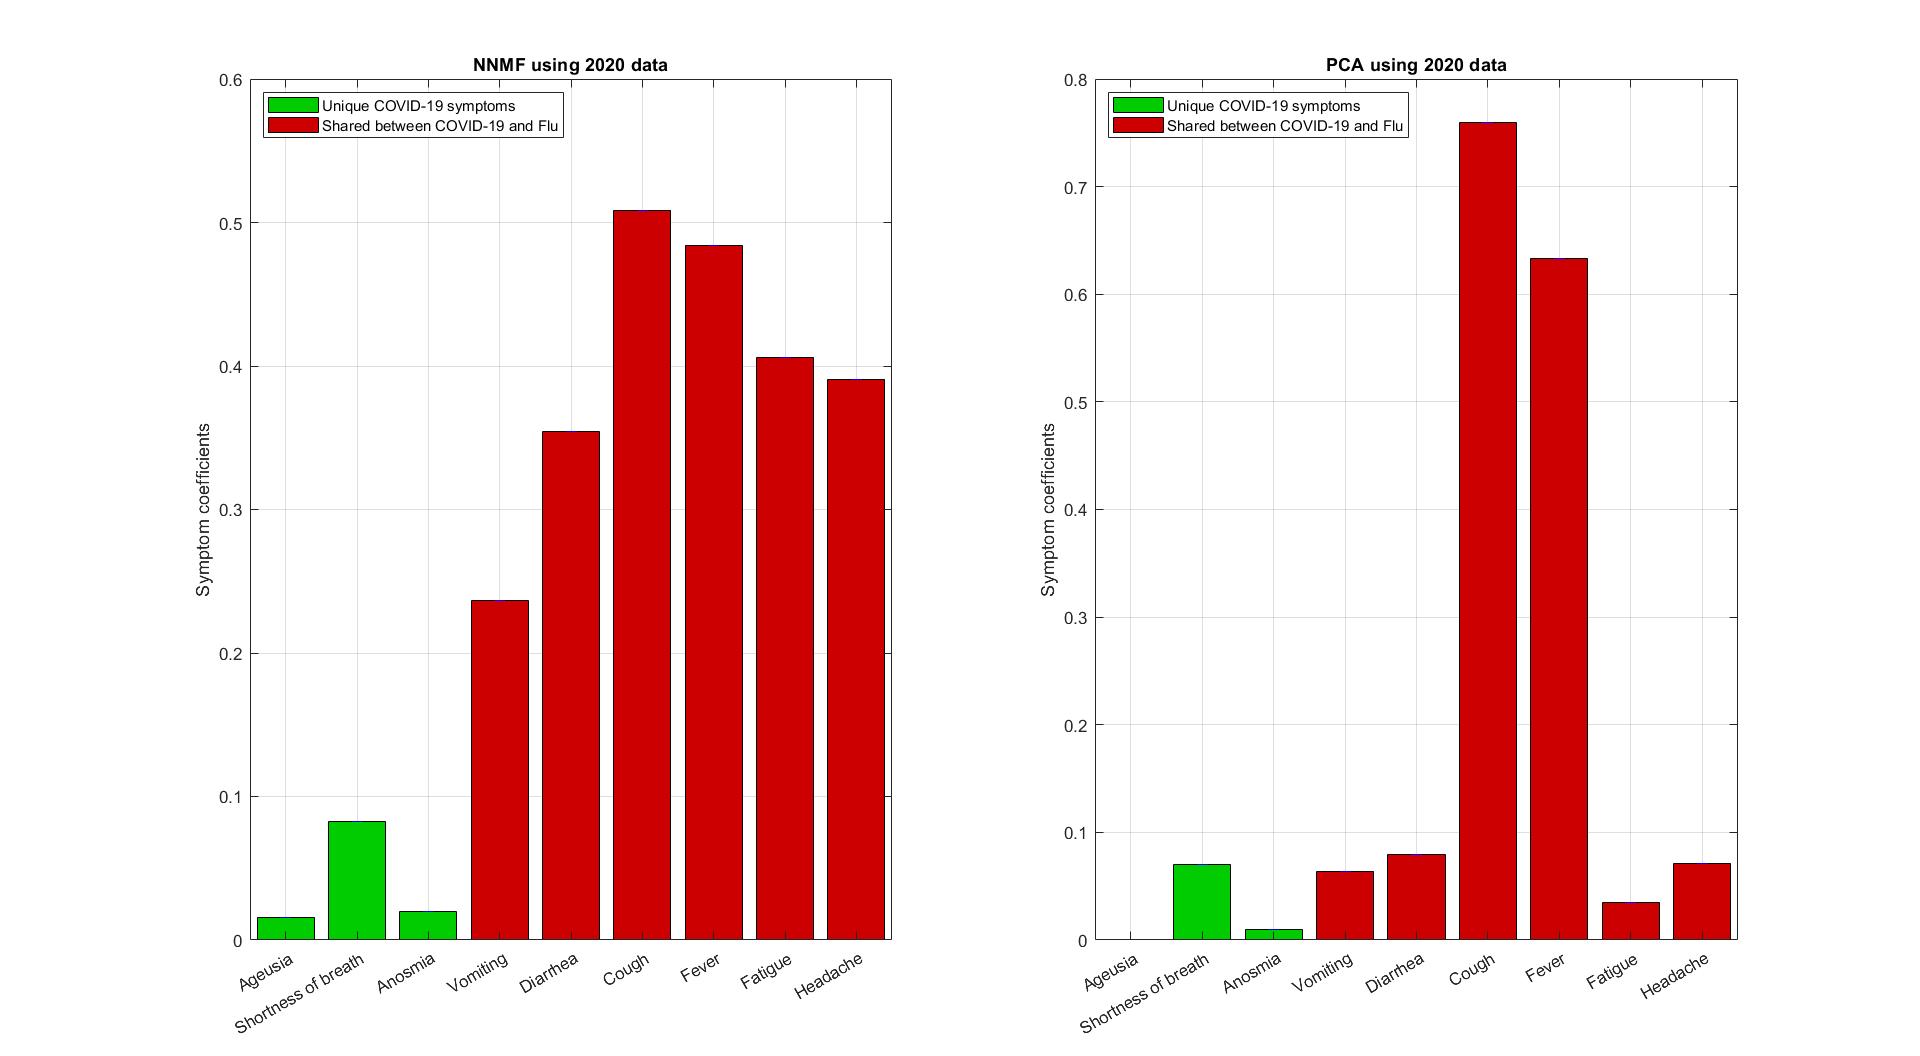 NNMF using 2020 data
Unique COVID-19 symptoms
Shared between COVID-19 and Flu
0.6
0.5
0.4
0.3
0.2
0.1
0
Symptom coefficients
Ageusia
Shortness of breath
Anosmia
Vomiting
Diarrhea
Cough
Fever
Fatigue
Headache
PCA using 2020 data
Unique COVID-19 symptoms
Shared between COVID-19 and Flu
0.8
0.7
0.6
0.5
0.4
0.3
0.2
0.1
0
Symptom coefficients
Ageusia
Shortness of breath
Anosmia
Vomiting
Diarrhea
Cough
Fever
Fatigue
Headache